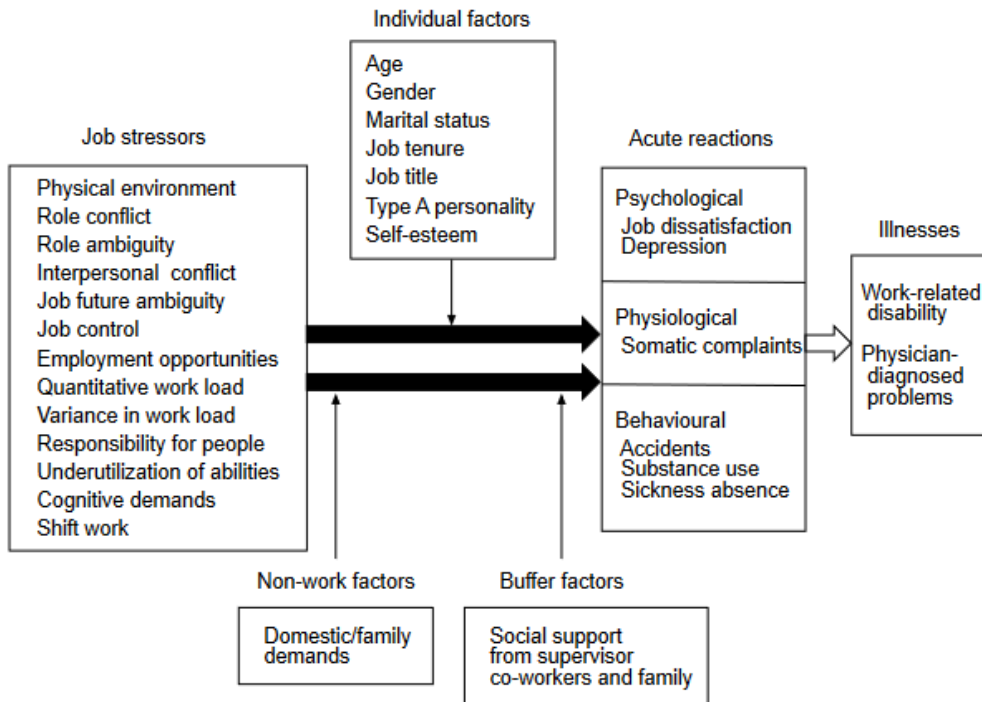 Individual factors
Age
Gender
Marital status
Job tenure
Job title
Type A personality
Self-esteem
Job stressors
Physical environment
Role conflict
Role ambiguity
Interpersonal conflict
Job future ambiguity
Job control
Employment opportunities
Quantitative work load
Variance in work load
Responsibility for people
Underutilization of abilities
Cognitive demands
Shift work
Acute reactions
Psychological
Job dissatisfaction
Depression
Physiological
Somatic complaints
Behavioural
Accidents
Substance use
Sickness absence
Illnesses
Work-related
disability
Physician-
diagnosed
problems
Non-work factors
Domestic/family
demands
Buffer factors
Social support
from supervisor
co-workers and family